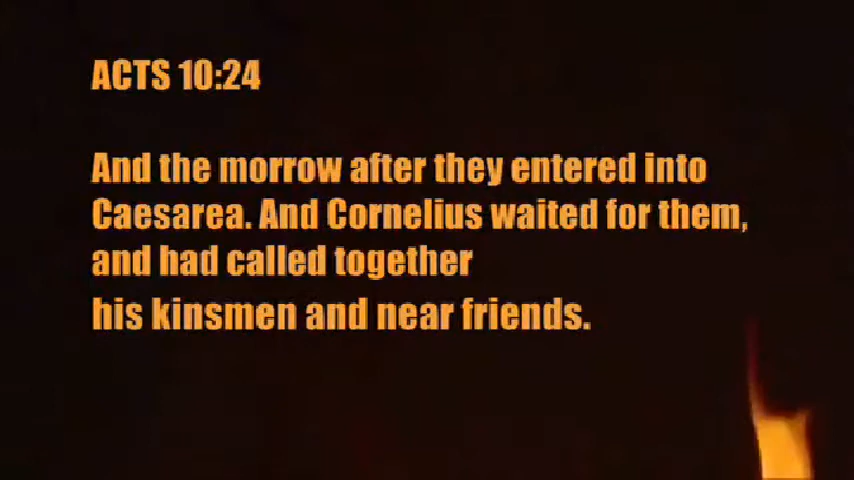 ACTS 10:24
And the morrow after they entered into
Caesarea. And Cornelius waited for them,
and had called together
his kinsmen and near friends.